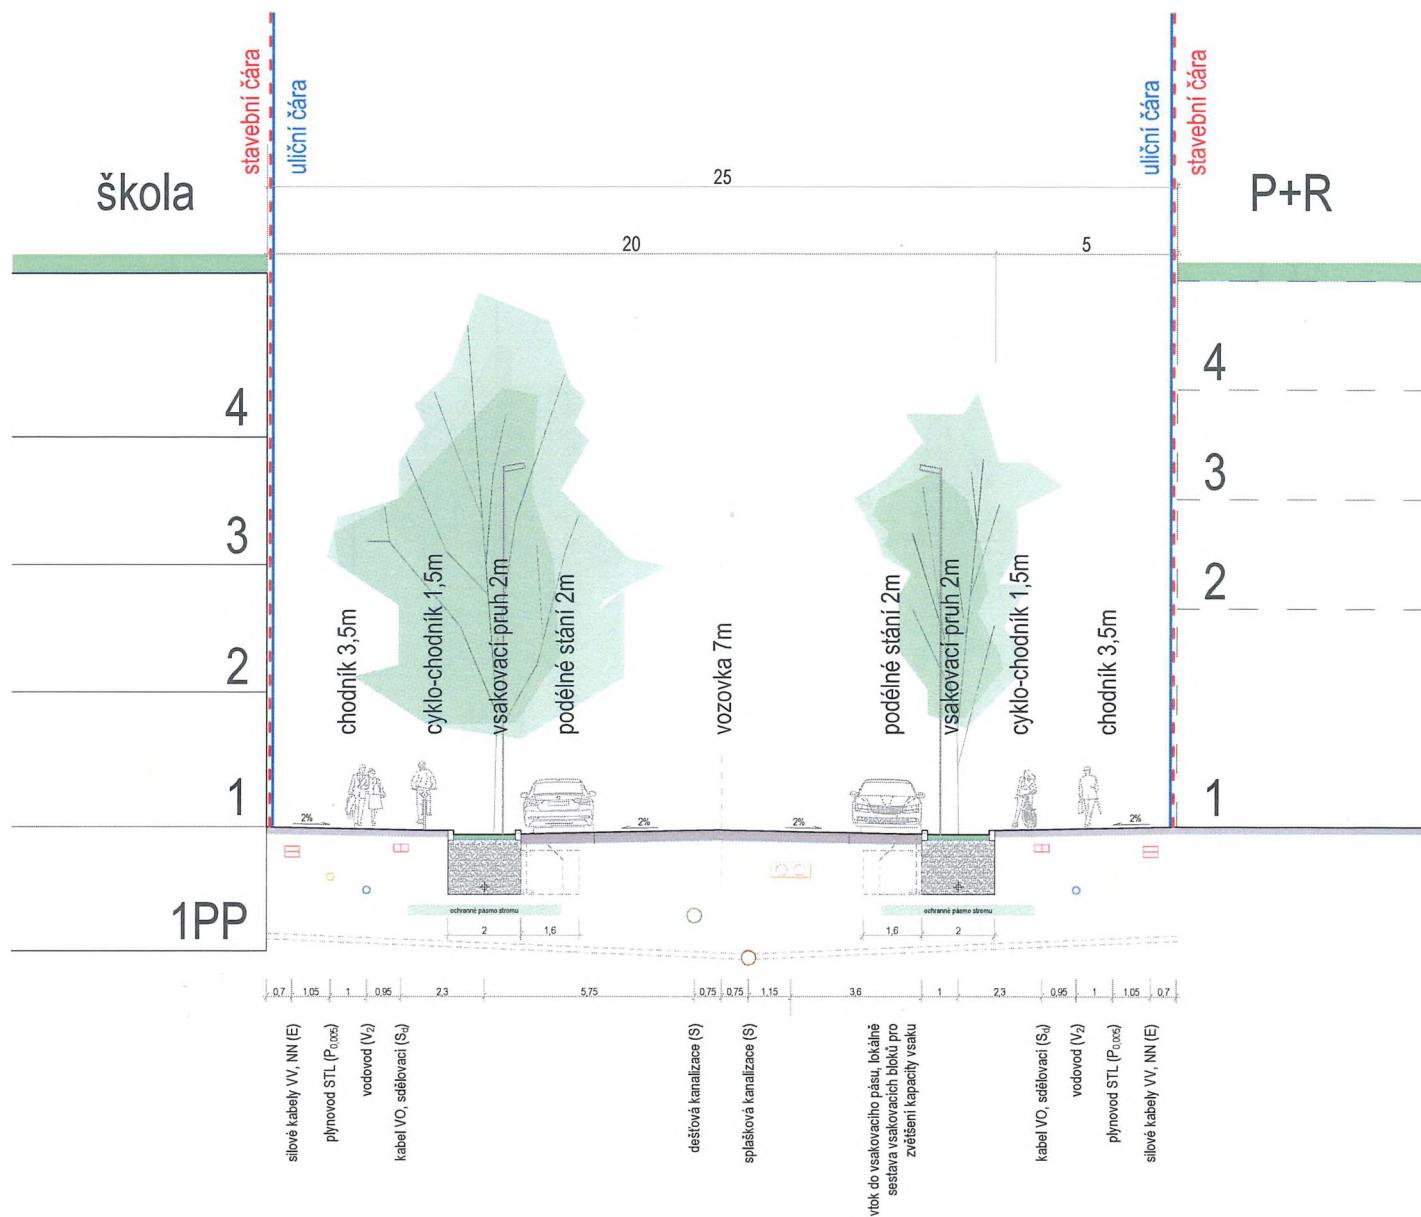 stavební čára
uliční čára
uliční čára
stavební čára
škola
P+R
25
20
5
4
3
2
1
1PP
4
3
2
1
chodník 3,5m
cyklo-chodník 1,5m
vsakovací pruh 2m
podélné stání 2m
vozovka 7m
podélné stání 2m
vsakovací pruh 2m
cyklo-chodník 1,5m
chodník 3,5m
2%
2%
2%
2%
ochranné pásmo stromu
ochranné pásmo stromu
2
1,6
1,6
2
0,7
1,05
1
0,95
2,3
5,75
0,75
0,75
1,15
3,6
1
2,3
0,95
1
1,05
0,7
silové kabely VV, NN (E)
plynovod STL (P0,005)
vodovod (V2)
kabel VO, sdělovací (Sd)
dešťová kanalizace (S)
splašková kanalizace (S)
vtok do vsakovacího pásu, lokálně
sestava vsakovacích bloků pro
zvětšení kapacity vsaku
kabel VO, sdělovací (Sd)
vodovod (V2)
plynovod STL (P0,005)
silové kabely VV, NN (E)